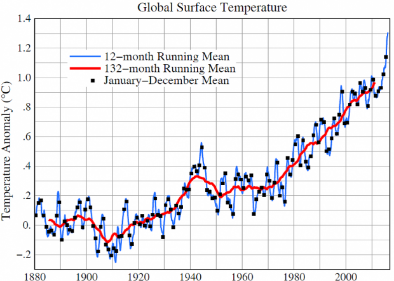 Global Surface Temperature
Temperature Anomaly (°C)
1.4
1.2
1.0
.8
.6
.4
.2
0.
-.2
12-month Running Mean
132-month Running Mean
January-December Mean
1880 1900 1920 1940 1960 1980 2000